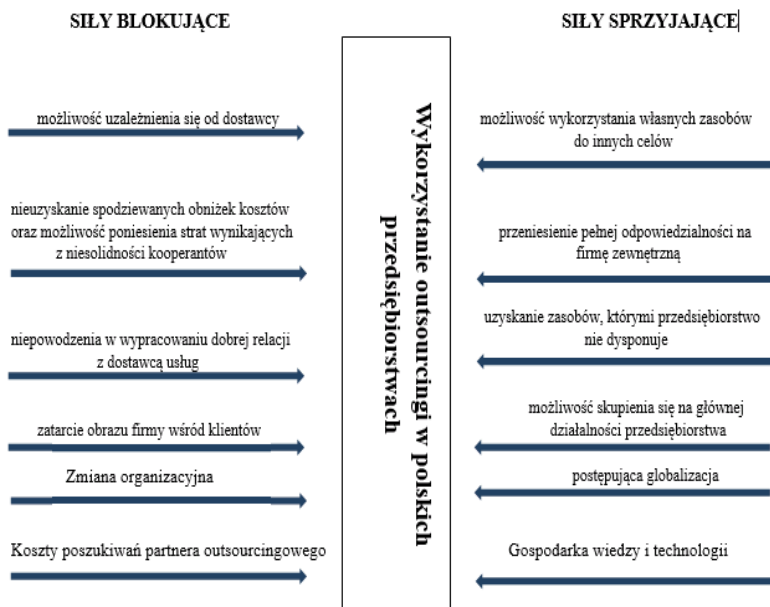 SIŁY BLOKUJĄCE
możliwość uzależnienia się od dostawcy
nieuzyskanie spodziewanych obniżek kosztów
oraz możliwość poniesienia strat wynikających
z niesolidności kooperantów
niepowodzenia w wypracowaniu dobrej relacji
z dostawcą usług
zatarcie obrazu firmy wśród klientów
Zmiana organizacyjna
Koszty poszukiwań partnera outsourcingowego
Wykorzystanie outsourcingi w polskich
przedsiębiorstwach
SIŁY SPRZYJAJĄCE
możliwość wykorzystania własnych zasobów
do innych celów
przeniesienie pełnej odpowiedzialności na
firmę zewnętrzną
uzyskanie zasobów, którymi przedsiębiorstwo
nie dysponuje
możliwość skupienia się na głównej
działalności przedsiębiorstwa
postępująca globalizacja
Gospodarka wiedzy i technologii